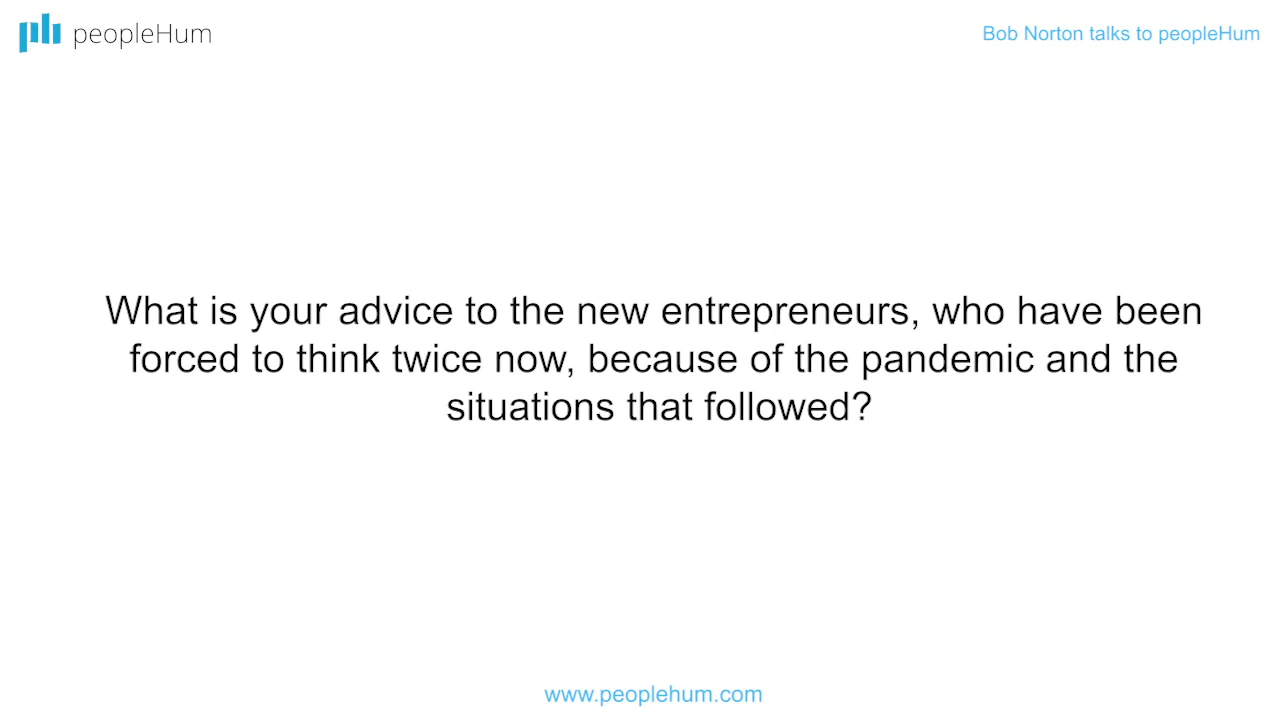 peopleHum
Bob Norton talks to peopleHum
What is your advice to the new entrepreneurs, who have been
forced to think twice now, because of the pandemic and the
situations that followed?
www.peoplehum.com